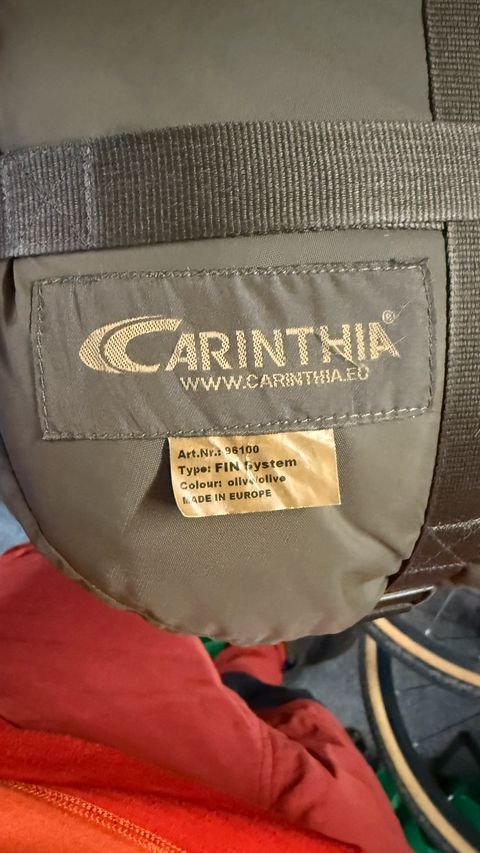 CARINTHIA®
WWW.CARINTHIA.EU
Art.Nr.: 96100
Type: FIN System
Colour: olive/olive
MADE IN EUROPE